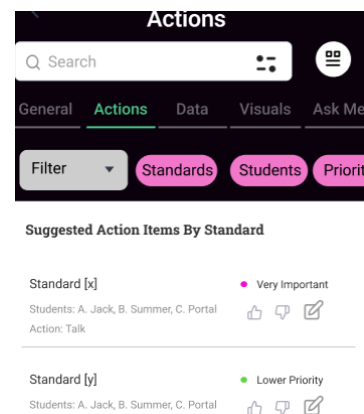 Actions
Search
General Actions Data Visuals Ask Me
Filter Standards Students Priorit
Suggested Action Items By Standard
Standard [x] Very Important
Students: A. Jack, B. Summer, C. Portal
Action: Talk
Standard [y] Lower Priority
Students: A. Jack, B. Summer, C. Portal